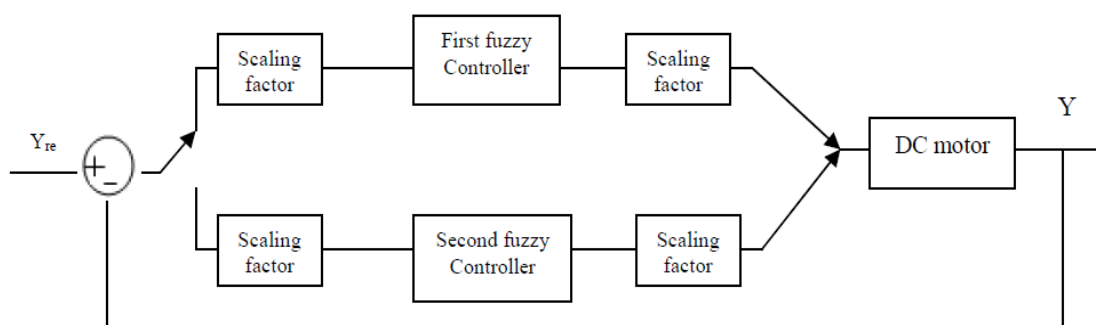 Scaling
factor
First fuzzy
Controller
Scaling
factor
Y
Yre
+
-
DC motor
Scaling
factor
Second fuzzy
Controller
Scaling
factor